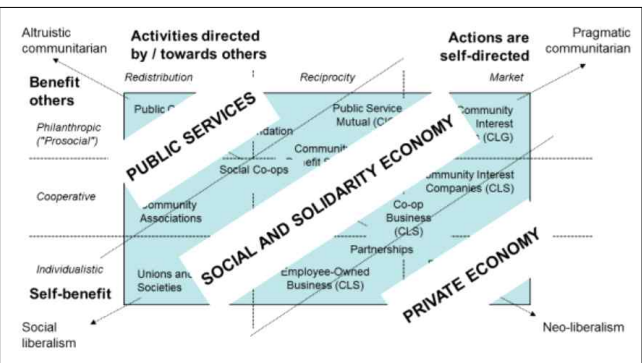 Altruistic
communitarian
Activities directed
by / towards others
Actions are
self-directed
Pragmatic
communitarian
Benefit
others
Redistribution
Reciprocity
Market
Philanthropic
("Prosocial")
Public
PUBLIC SERVICES
Public Service
Mutual
Community
Interest
(CLG)
Community
Social Co-ops
SOCIAL AND SOLIDARITY ECONOMY
Community Interest
Companies (CLS)
Cooperative
Community
Associations
Co-op
Business
(CLS)
Partnerships
Individualistic
Self-benefit
Unions and
Societies
Employee-Owned
Business (CLS)
PRIVATE ECONOMY
Social
liberalism
Neo-liberalism